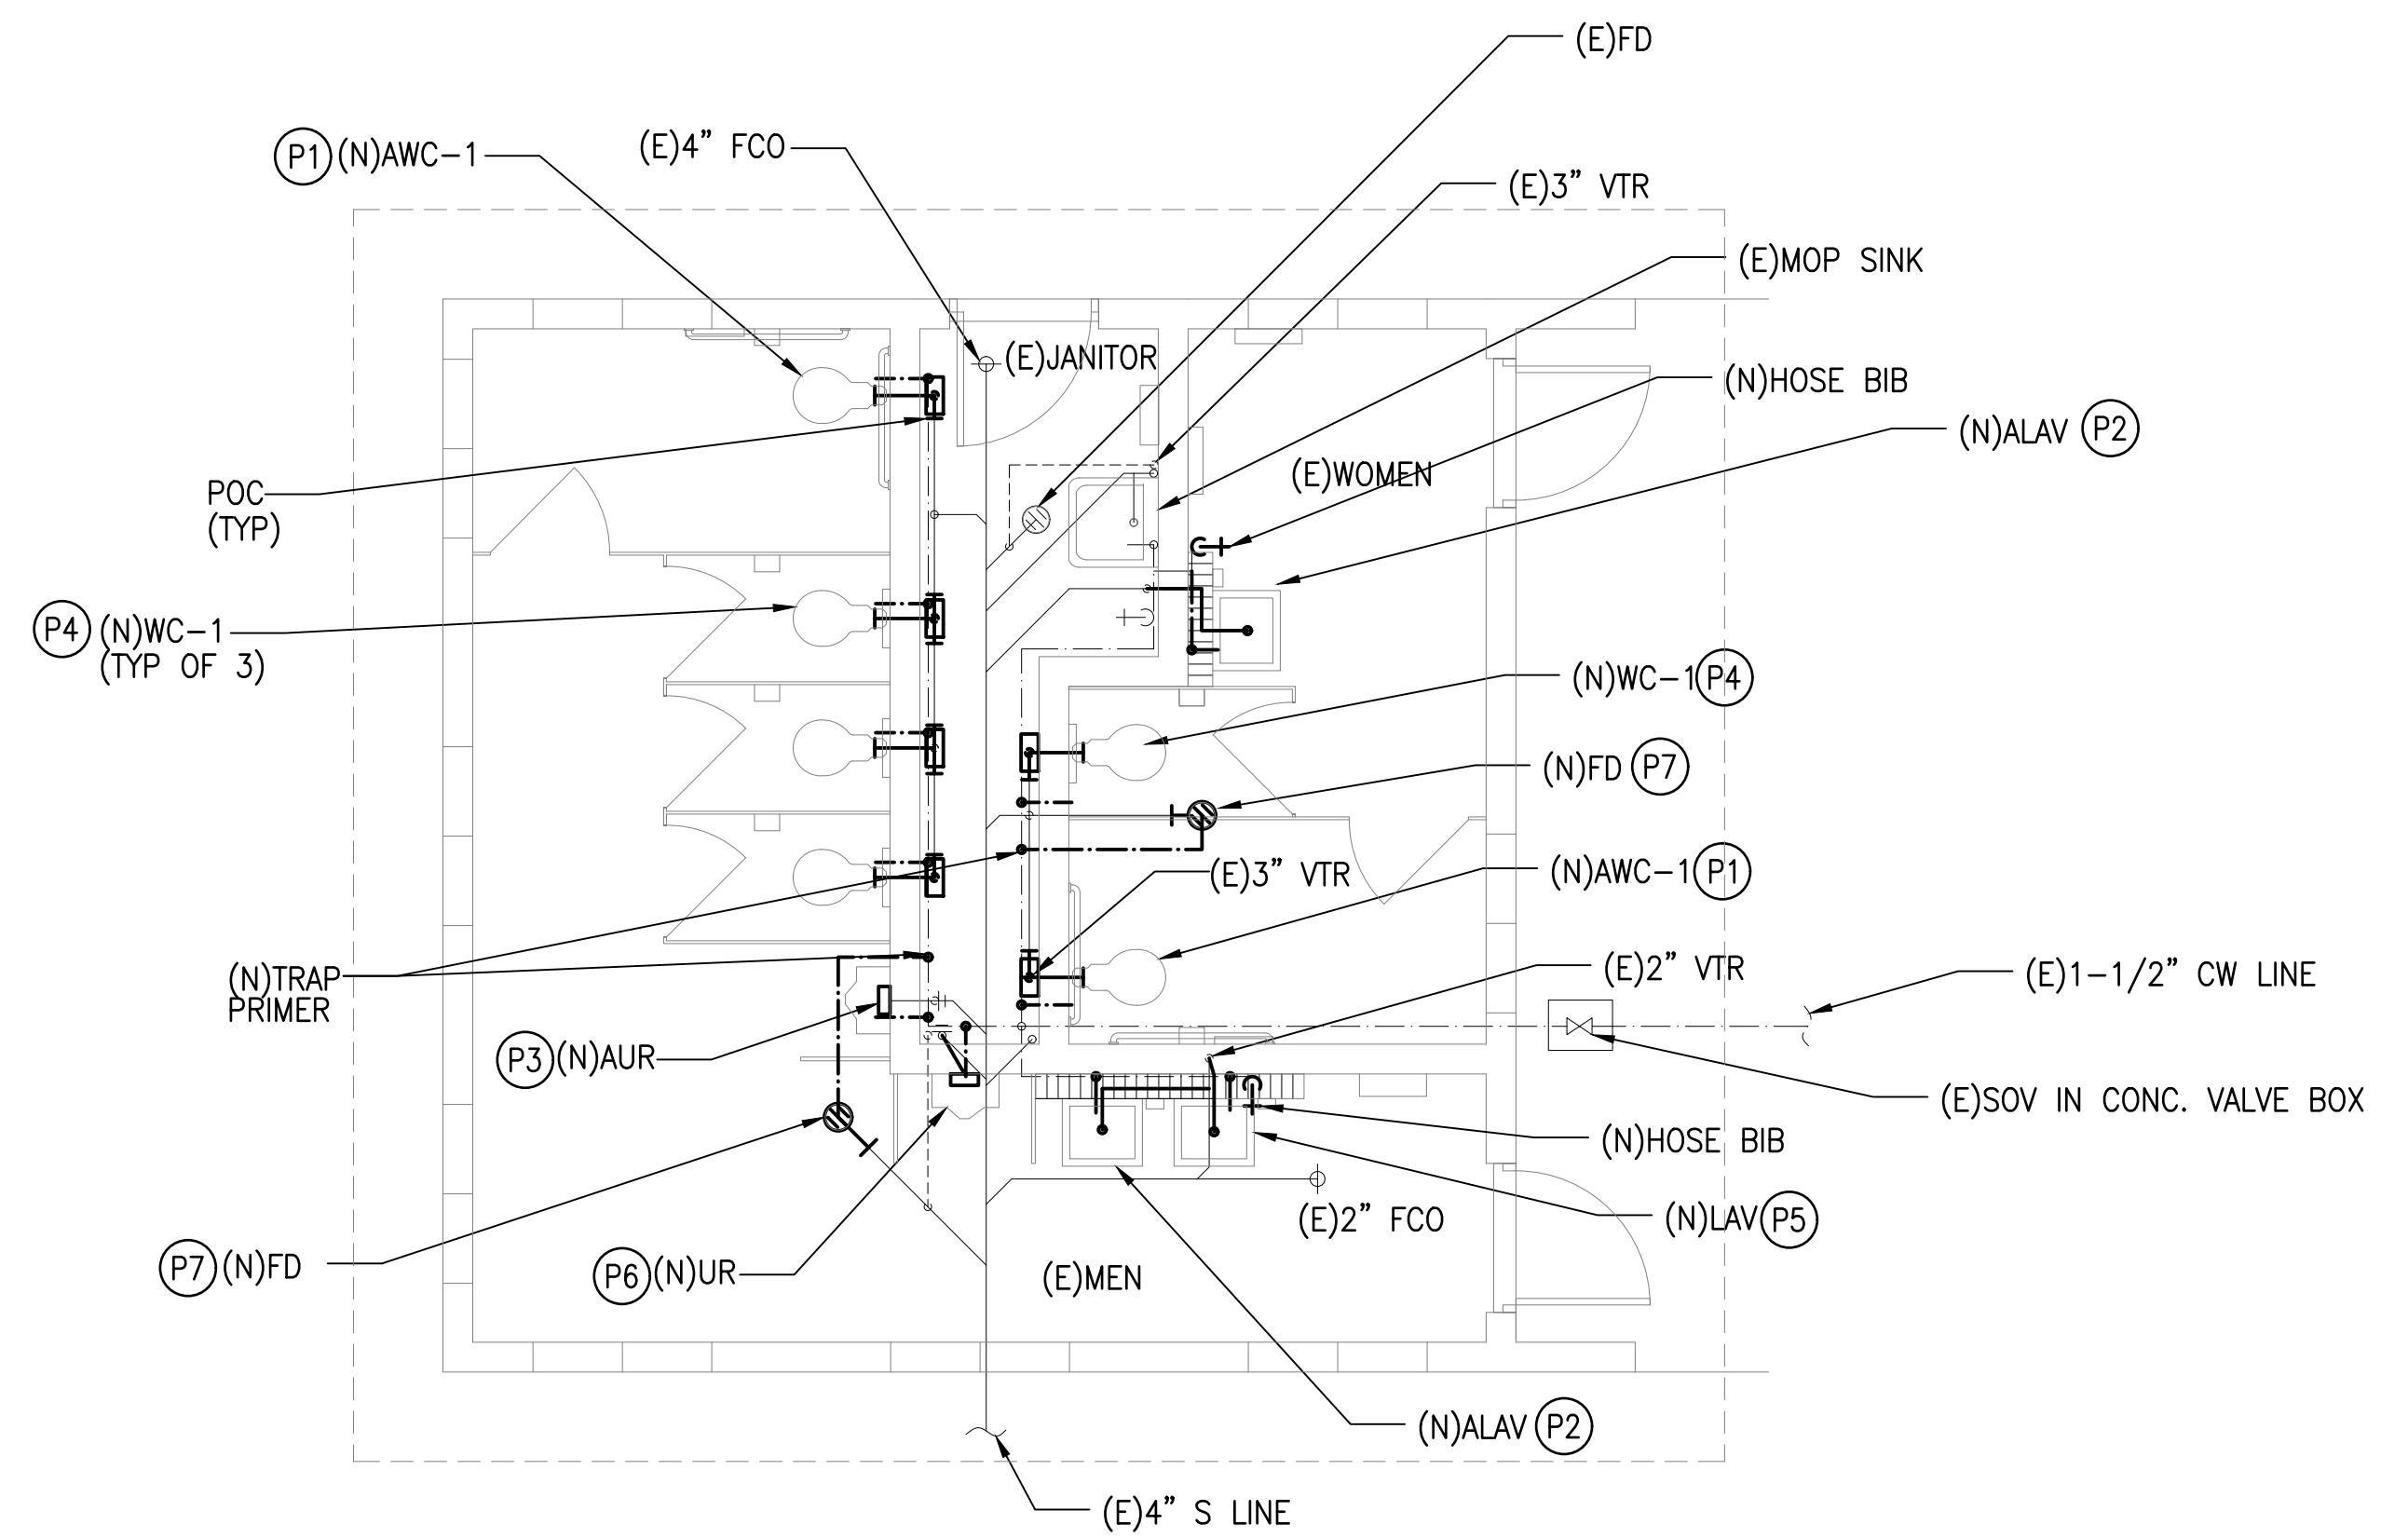 (E)FD
(E)4" FCO
P1 (N)AWC-1
(E)3" VTR
(E)MOP SINK
(E)JANITOR
(N)HOSE BIB
(N)ALAV P2
(E)WOMEN
POC
(TYP)
P4 (N)WC-1
(TYP OF 3)
(N)WC-1 P4
(N)FD P7
(E)3" VTR
(N)AWC-1 P1
(N)TRAP
PRIMER
(E)2" VTR
(E)1-1/2" CW LINE
P3 (N)AUR
(E)SOV IN CONC. VALVE BOX
(N)HOSE BIB
(E)2" FCO
(N)LAV P5
P7 (N)FD
P6 (N)UR
(E)MEN
(N)ALAV P2
(E)4" S LINE